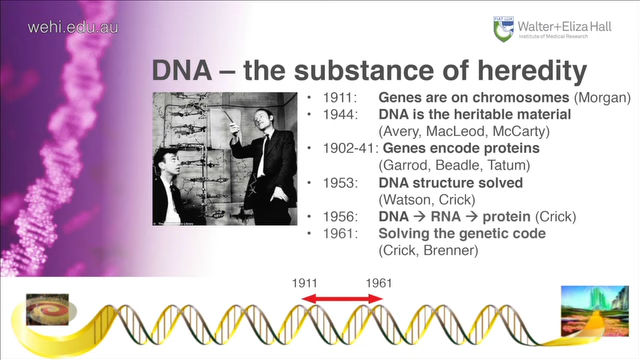 wehi.edu.au
Walter+Eliza Hall
Institute of Medical Research
DNA – the substance of heredity
• 1911: Genes are on chromosomes (Morgan)
• 1944: DNA is the heritable material
(Avery, MacLeod, McCarty)
• 1902-41: Genes encode proteins
(Garrod, Beadle, Tatum)
• 1953: DNA structure solved
(Watson, Crick)
• 1956: DNA → RNA → protein (Crick)
• 1961: Solving the genetic code
(Crick, Brenner)
1911 1961